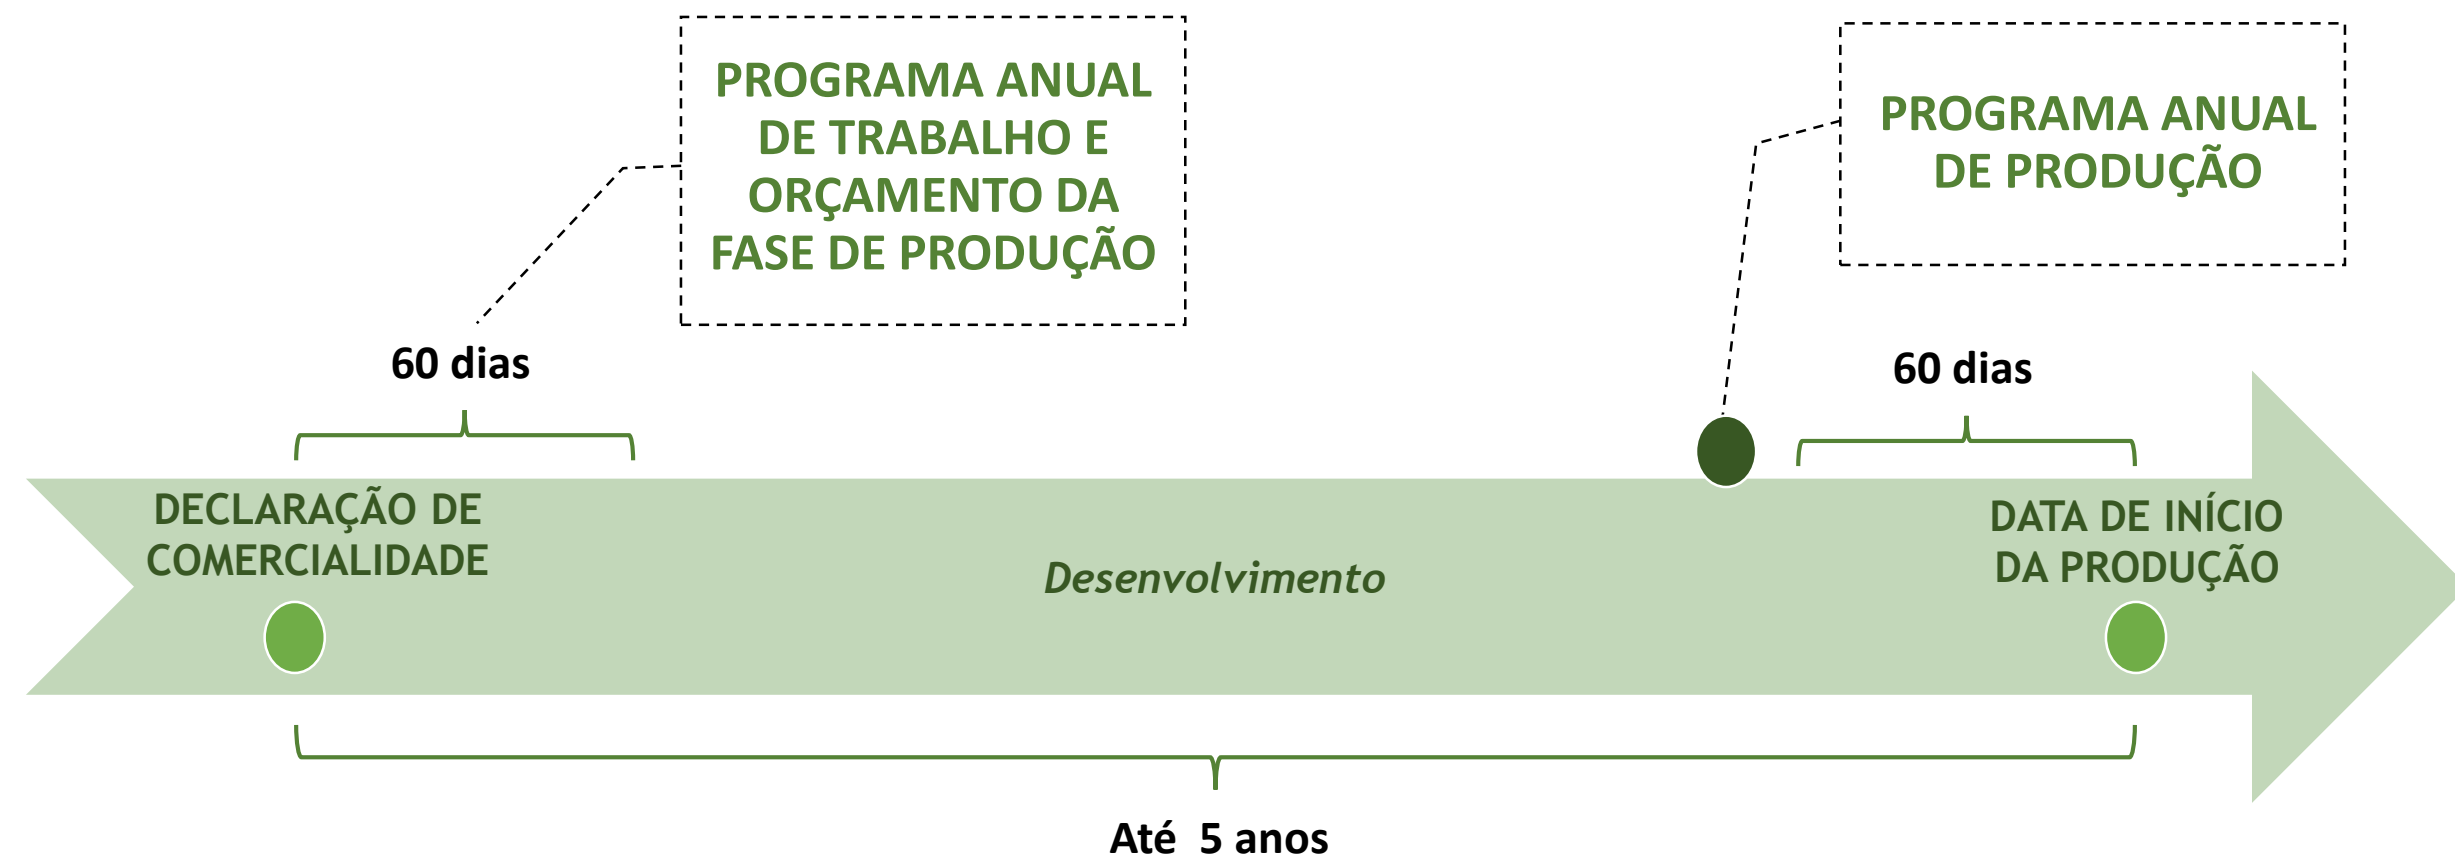 PROGRAMA ANUAL
DE TRABALHO E
ORÇAMENTO DA
FASE DE PRODUÇÃO
PROGRAMA ANUAL
DE PRODUÇÃO
60 dias
60 dias
DECLARAÇÃO DE
COMERCIALIDADE
Desenvolvimento
DATA DE INÍCIO
DA PRODUÇÃO
Até  5 anos